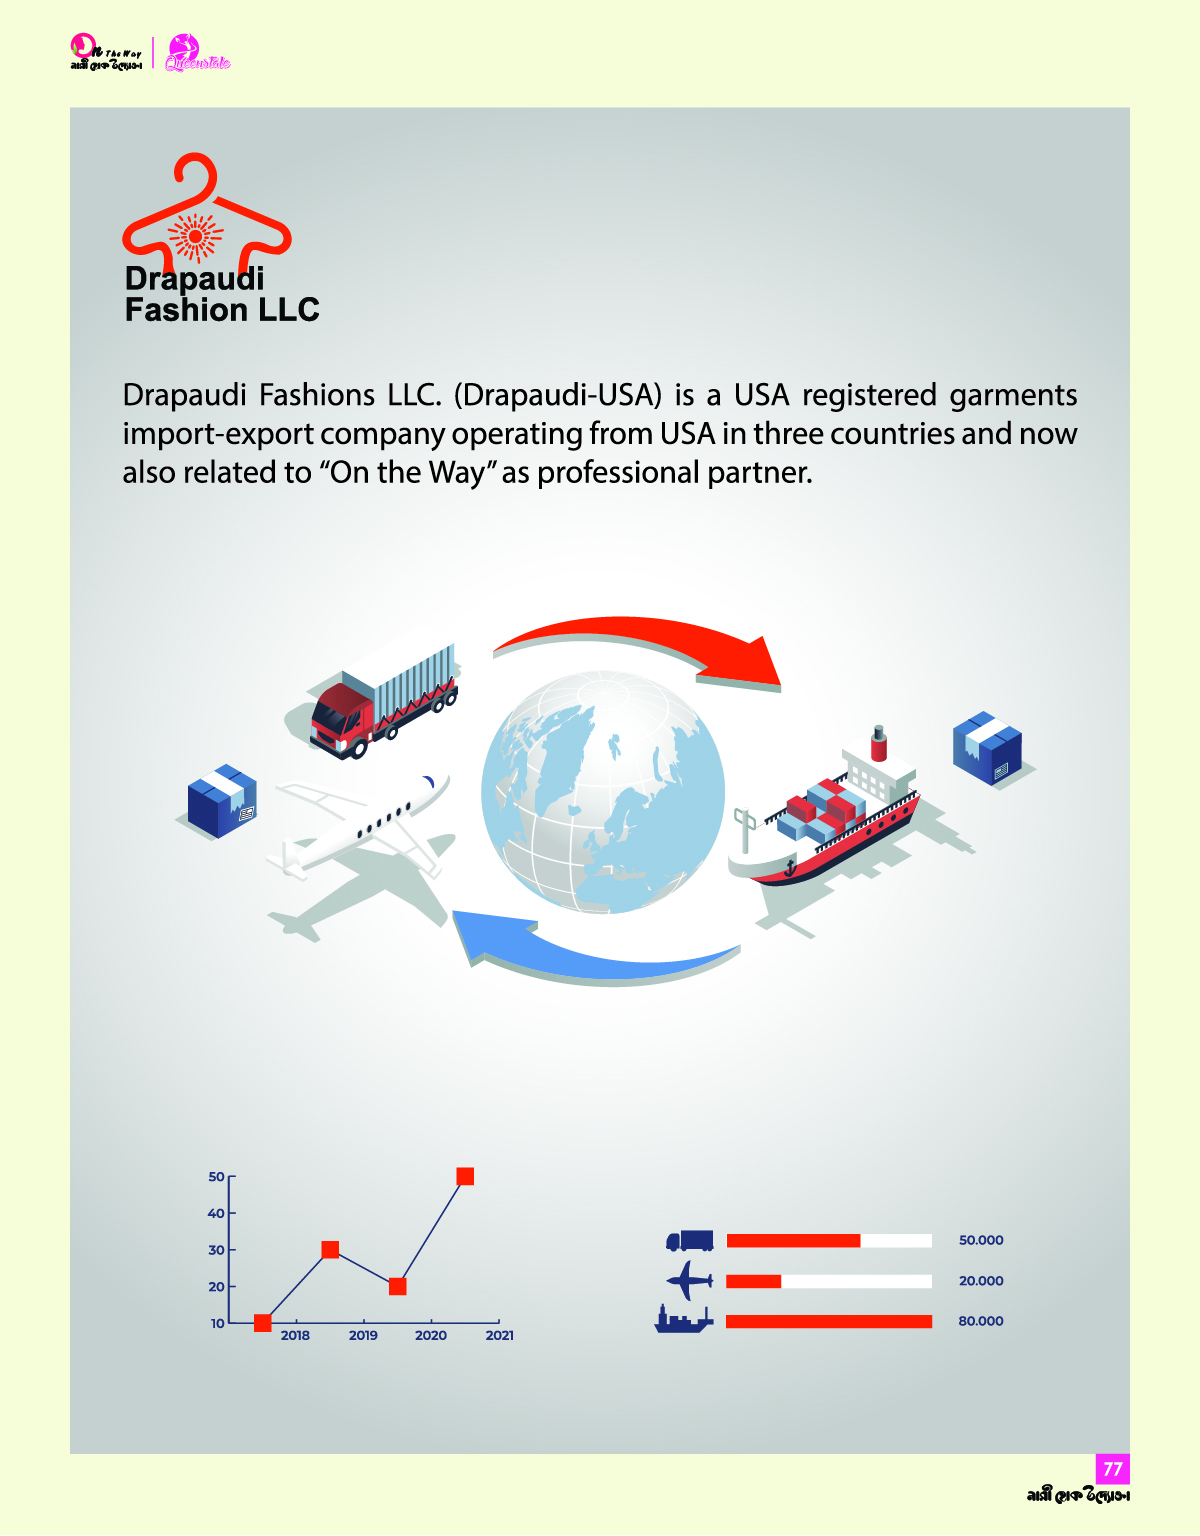 On The Way
নারী হোক উদ্যোক্তা
Queenstale
Drapaudi
Fashion LLC
Drapaudi Fashions LLC. (Drapaudi-USA) is a USA registered garments
import-export company operating from USA in three countries and now
also related to “On the Way” as professional partner.
50
40
30
20
10
2018 2019 2020 2021
50.000
20.000
80.000
77
নারী হোক উদ্যোক্তা